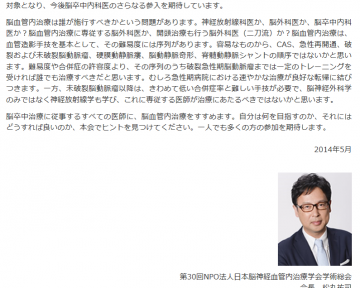 対象となり、今後脳卒中内科医のさらなる参入を期待しています。
脳血管内治療は誰が施行すべきかという問題があります。神経放射線科医か、脳外科医か、脳卒中内科
医か？脳血管内治療に専従する脳外科医か、開頭治療も行う脳外科医（二刀流）か？脳血管内治療は、
血管造影手技を基本として、その難易度には序列があります。容易なものから、CAS、急性再開通、破
裂および未破裂脳動脈瘤、硬膜動静脈瘻、脳動静脈奇形、脊髄動静脈シャントの順序ではないかと思い
ます。難易度や合併症の許容度より、その序列のうち破裂急性期脳動脈瘤までは一定のトレーニングを
受ければ誰でも治療すべきだと思います。むしろ急性期病院における速やかな治療が良好な転帰に結び
つきます。一方、未破裂脳動脈瘤以降は、きわめて低い合併症率と難しい手技が必要で、脳神経外科学
のみではなく神経放射線学も学び、これに専従する医師が治療にあたるべきではないかと思います。
脳卒中治療に従事するすべての医師に、脳血管内治療をすすめます。自分は何を目指すのか、それには
どうすれば良いのか、本会でヒントを見つけてください。一人でも多くの方の参加を期待します。
2014年5月
第30回NPO法人日本脳神経血管内治療学会学術総会
会長　松丸祐司